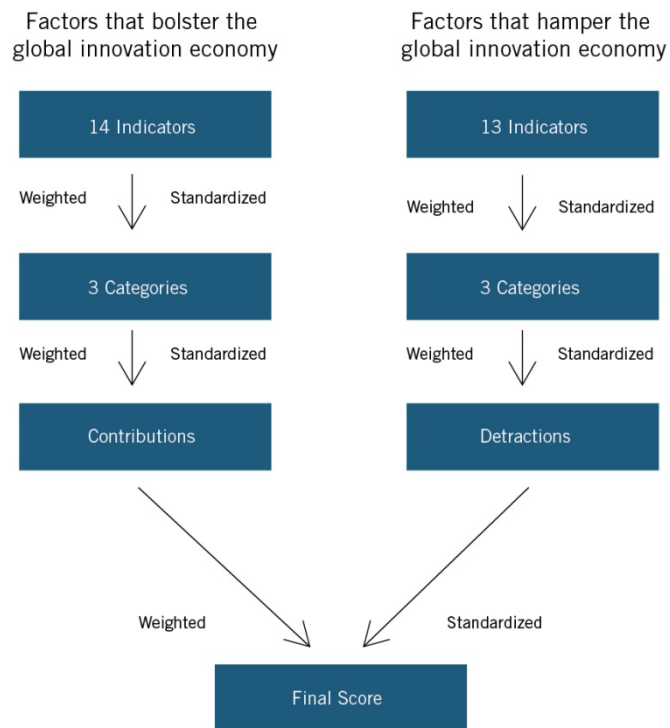 Factors that bolster the
global innovation economy
Factors that hamper the
global innovation economy
14 Indicators
13 Indicators
Weighted Standardized
Weighted Standardized
3 Categories
3 Categories
Weighted Standardized
Weighted Standardized
Contributions
Detractions
Weighted
Standardized
Final Score